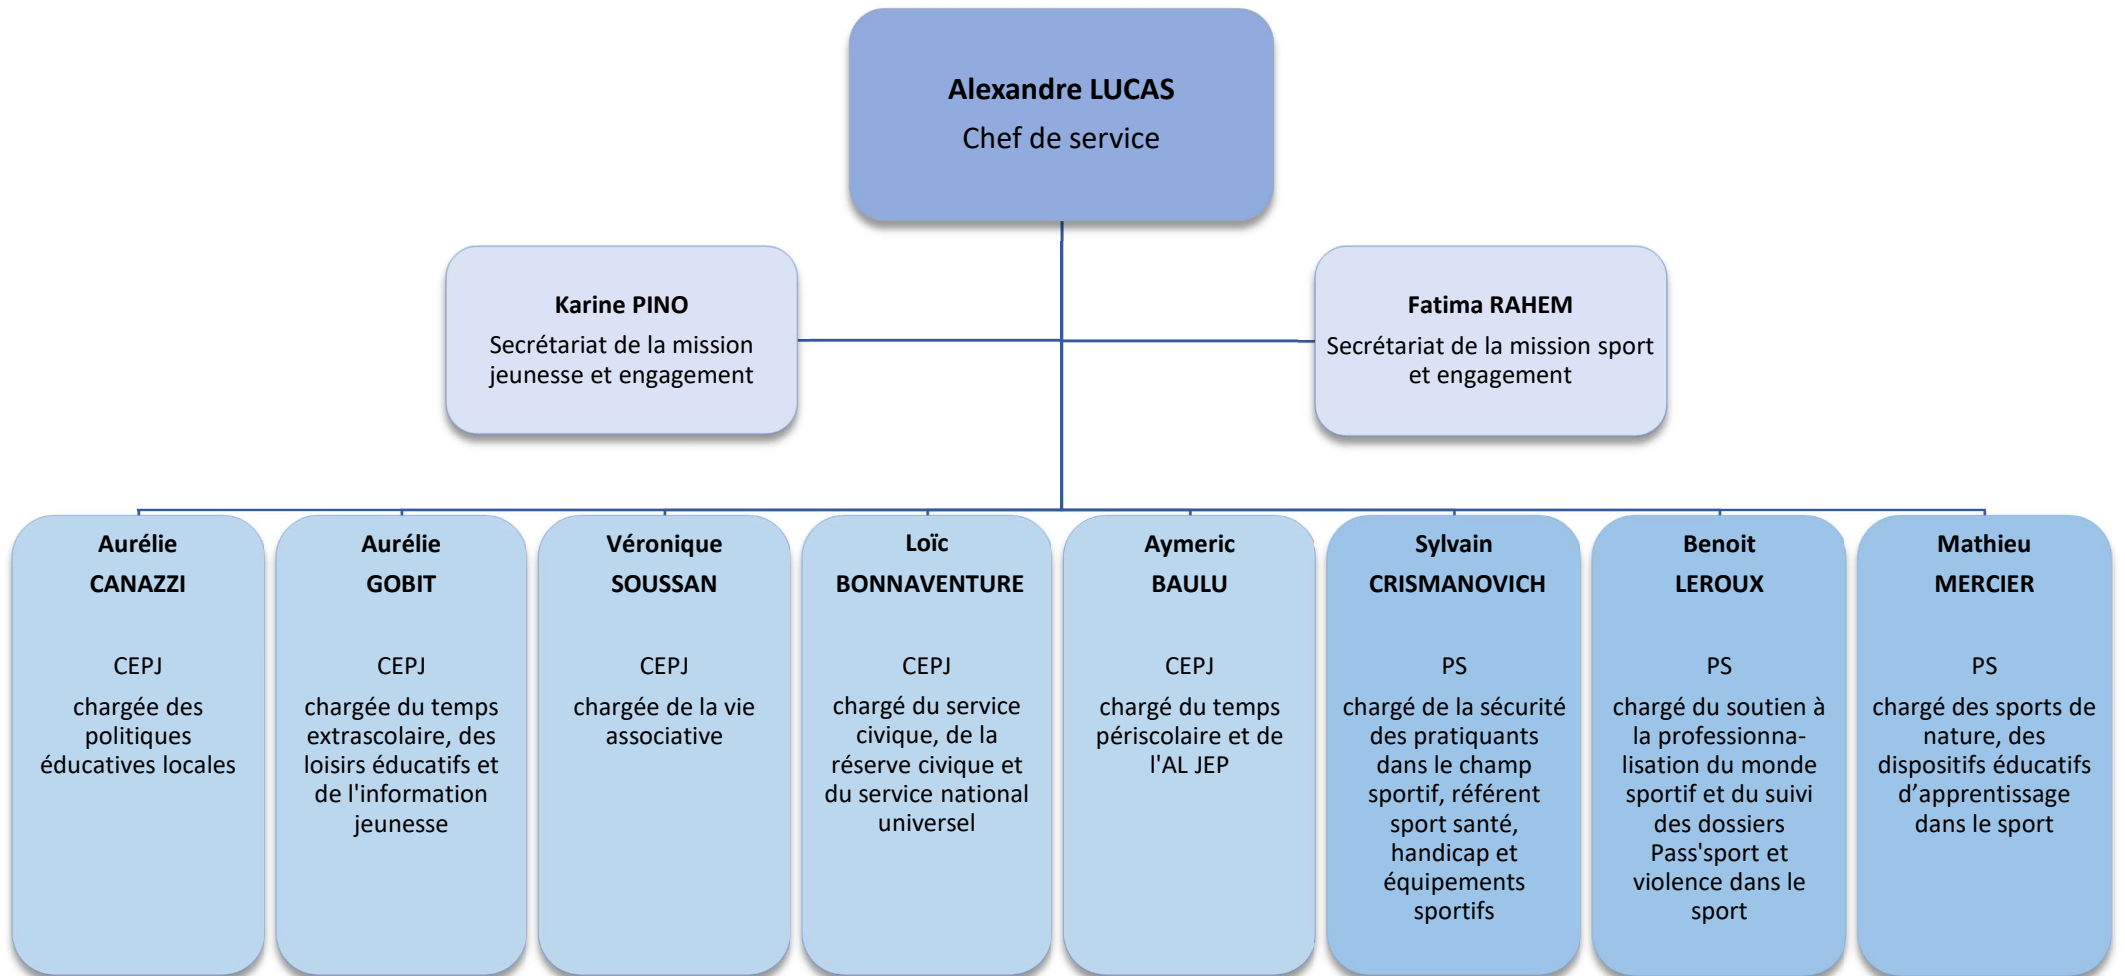 Alexandre LUCAS
Chef de service
Karine PINO
Secrétariat de la mission
jeunesse et engagement
Fatima RAHEM
Secrétariat de la mission sport
et engagement
Aurélie
CANAZZI
CEPJ
chargée des
politiques
éducatives locales
Aurélie
GOBIT
CEPJ
chargée du temps
extrascolaire, des
loisirs éducatifs et
de l'information
jeunesse
Véronique
SOUSSAN
CEPJ
chargée de la vie
associative
Loïc
BONNAVENTURE
CEPJ
chargé du service
civique, de la
réserve civique et
du service national
universel
Aymeric
BAULU
CEPJ
chargé du temps
périscolaire et de
l'AL JEP
Sylvain
CRISMANOVICH
PS
chargé de la sécurité
des pratiquants
dans le champ
sportif, référent
sport santé,
handicap et
équipements
sportifs
Benoit
LEROUX
PS
chargé du soutien à
la professionna-
lisation du monde
sportif et du suivi
des dossiers
Pass'sport et
violence dans le
sport
Mathieu
MERCIER
PS
chargé des sports de
nature, des
dispositifs éducatifs
d’apprentissage
dans le sport